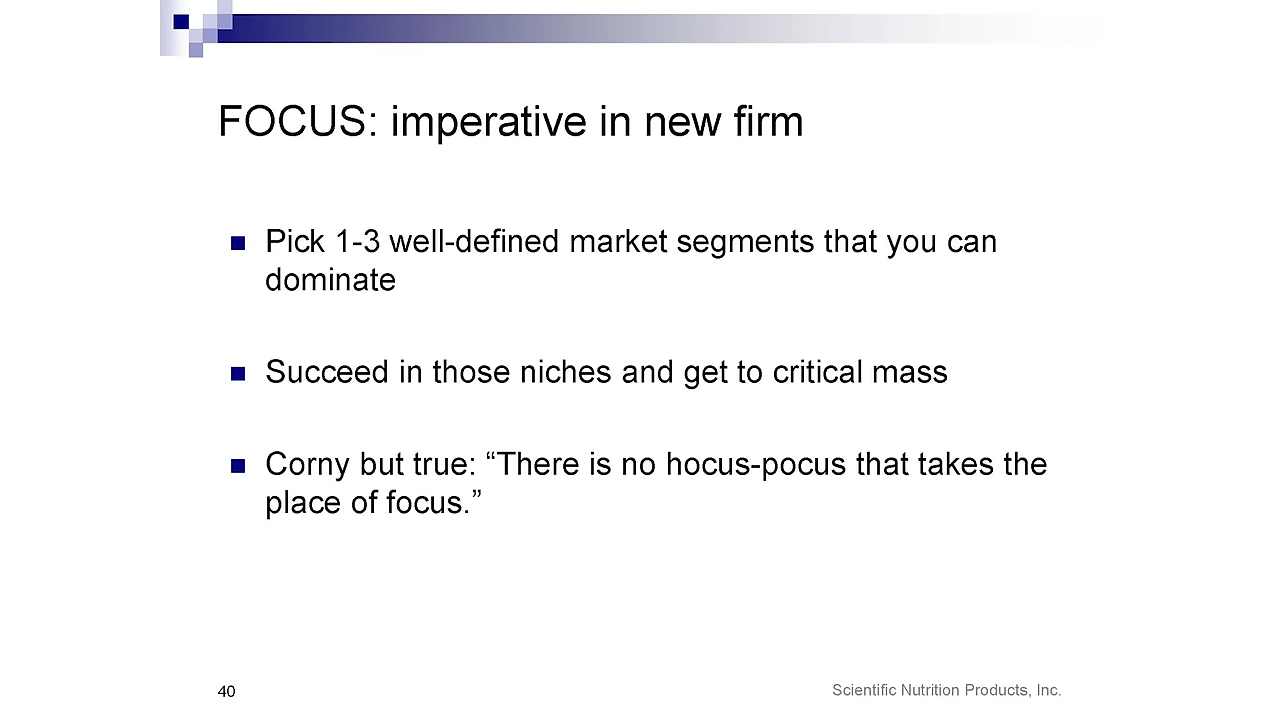 FOCUS: imperative in new firm
Pick 1-3 well-defined market segments that you can
dominate
Succeed in those niches and get to critical mass
Corny but true: “There is no hocus-pocus that takes the
place of focus.”
40
Scientific Nutrition Products, Inc.